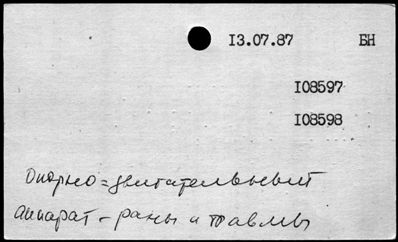 I3.07.87 БН
I08597
I08598
Опорно=двигательный
аппарат - раны и травмы